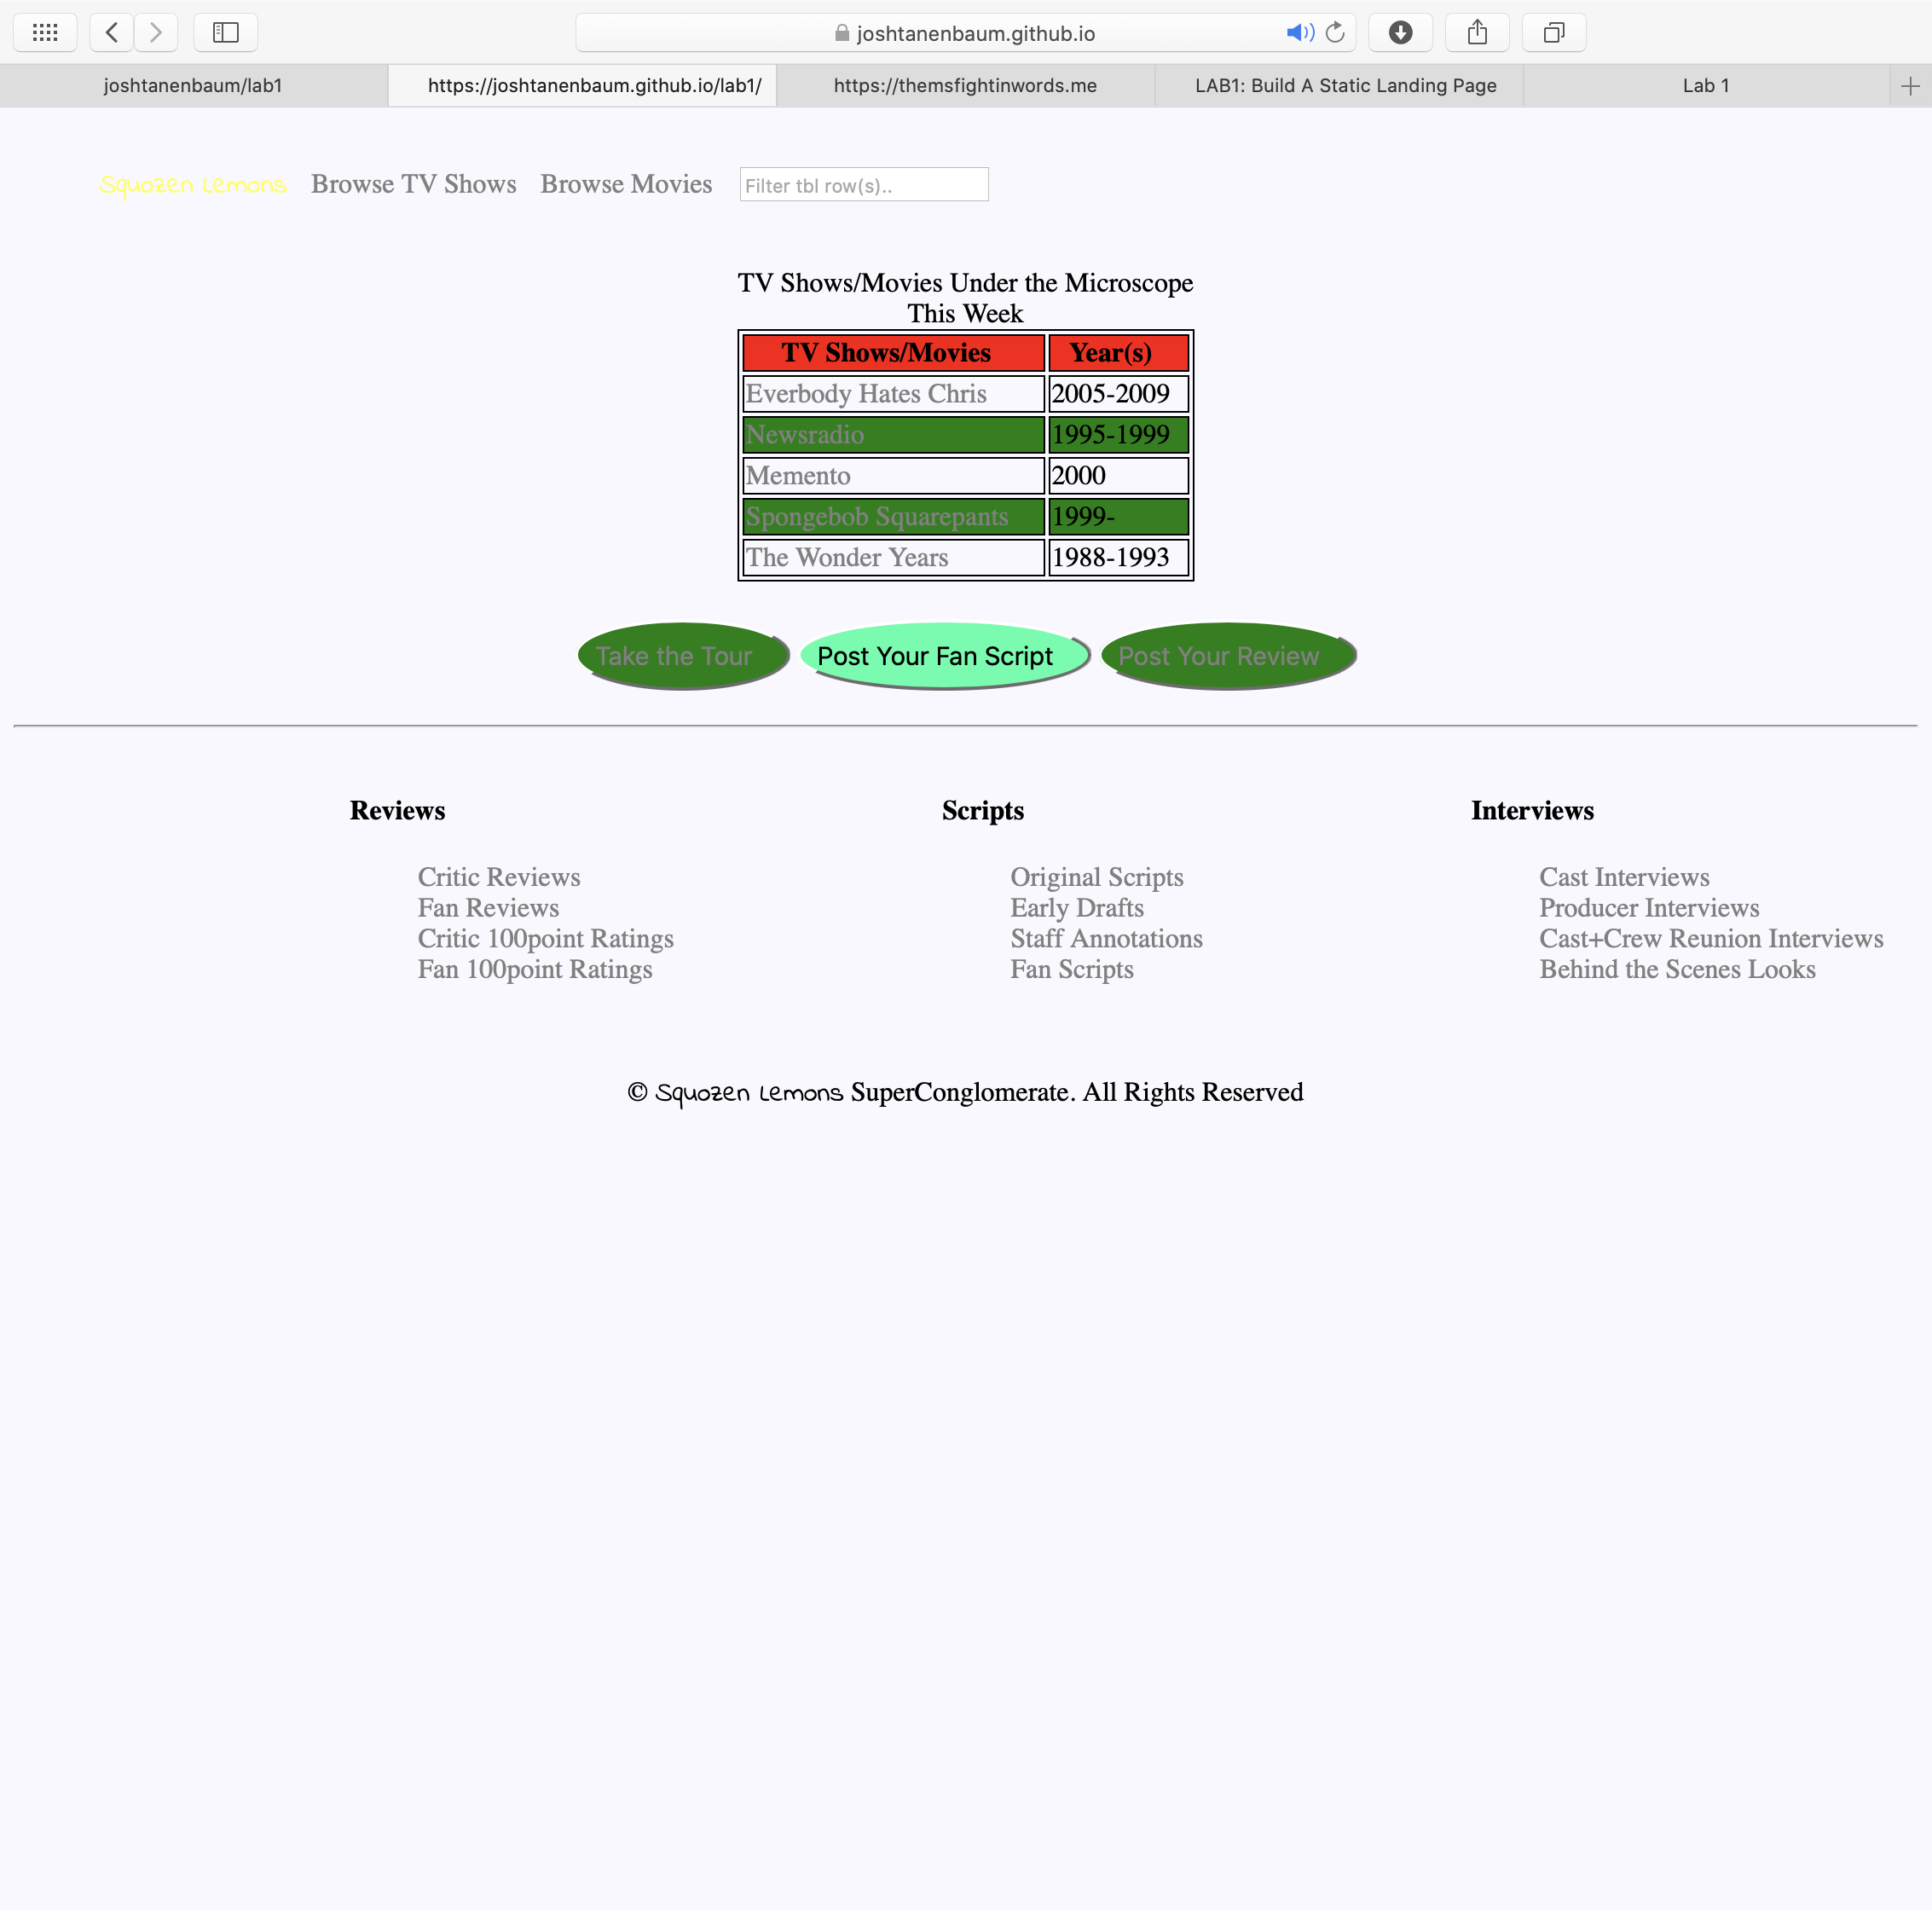 joshtanenbaum.github.io
joshtanenbaum/lab1
https://joshtanenbaum.github.io/lab1/
https://themsfightinwords.me
LAB1: Build A Static Landing Page
Lab 1
Squozen Lemons Browse TV Shows Browse Movies Filter tbl row(s)..
TV Shows/Movies Under the Microscope
This Week
TV Shows/Movies Year(s)
Everbody Hates Chris 2005-2009
Newsradio 1995-1999
Memento 2000
Spongebob Squarepants 1999-
The Wonder Years 1988-1993
Take the Tour Post Your Fan Script Post Your Review
Reviews
Critic Reviews
Fan Reviews
Critic 100point Ratings
Fan 100point Ratings
Scripts
Original Scripts
Early Drafts
Staff Annotations
Fan Scripts
Interviews
Cast Interviews
Producer Interviews
Cast+Crew Reunion Interviews
Behind the Scenes Looks
© Squozen Lemons SuperConglomerate. All Rights Reserved